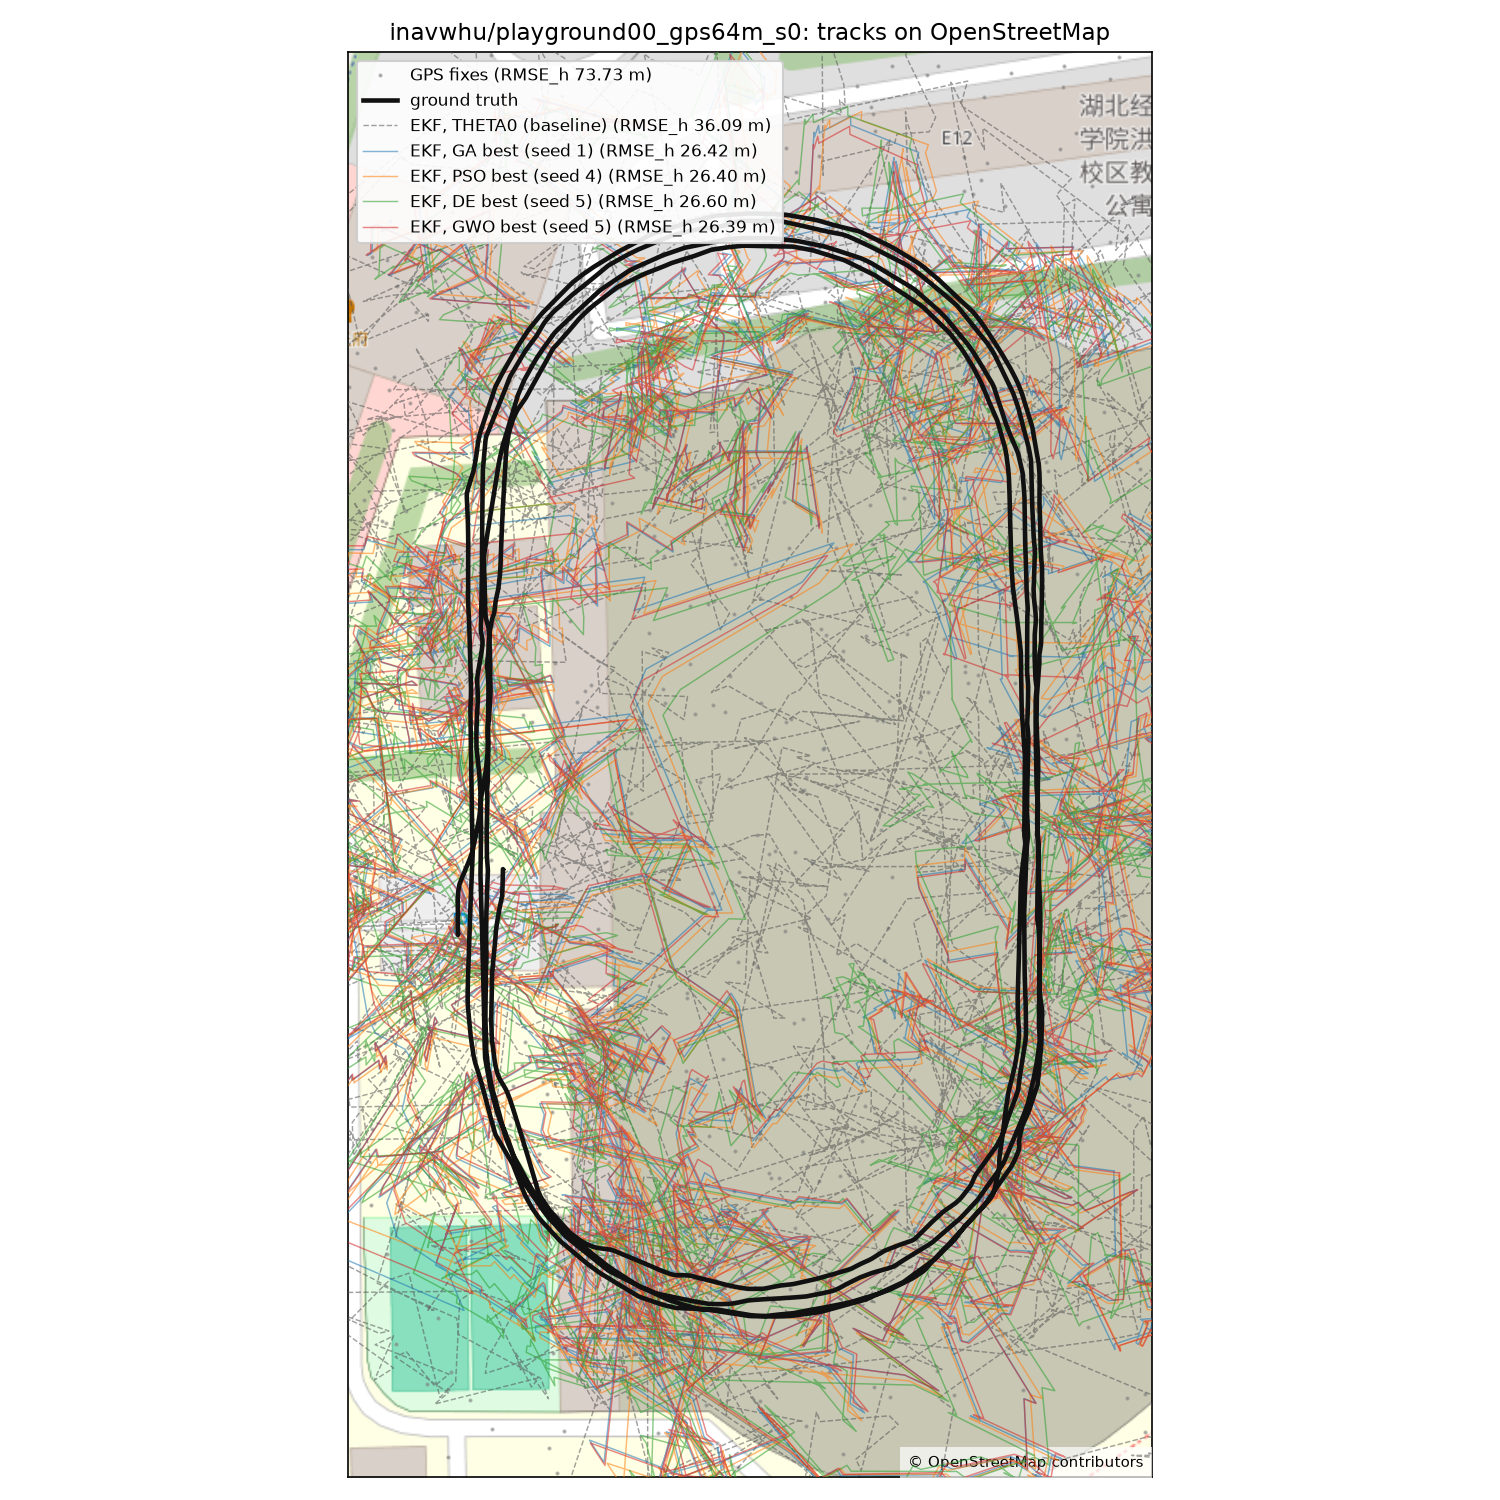 inavwhu/playground00_gps64m_s0: tracks on OpenStreetMap
GPS fixes (RMSE_h 73.73 m)
ground truth
EKF, THETA0 (baseline) (RMSE_h 36.09 m)
EKF, GA best (seed 1) (RMSE_h 26.42 m)
EKF, PSO best (seed 4) (RMSE_h 26.40 m)
EKF, DE best (seed 5) (RMSE_h 26.60 m)
EKF, GWO best (seed 5) (RMSE_h 26.39 m)
E12
湖北经
学院洪
校区教
公寓
© OpenStreetMap contributors